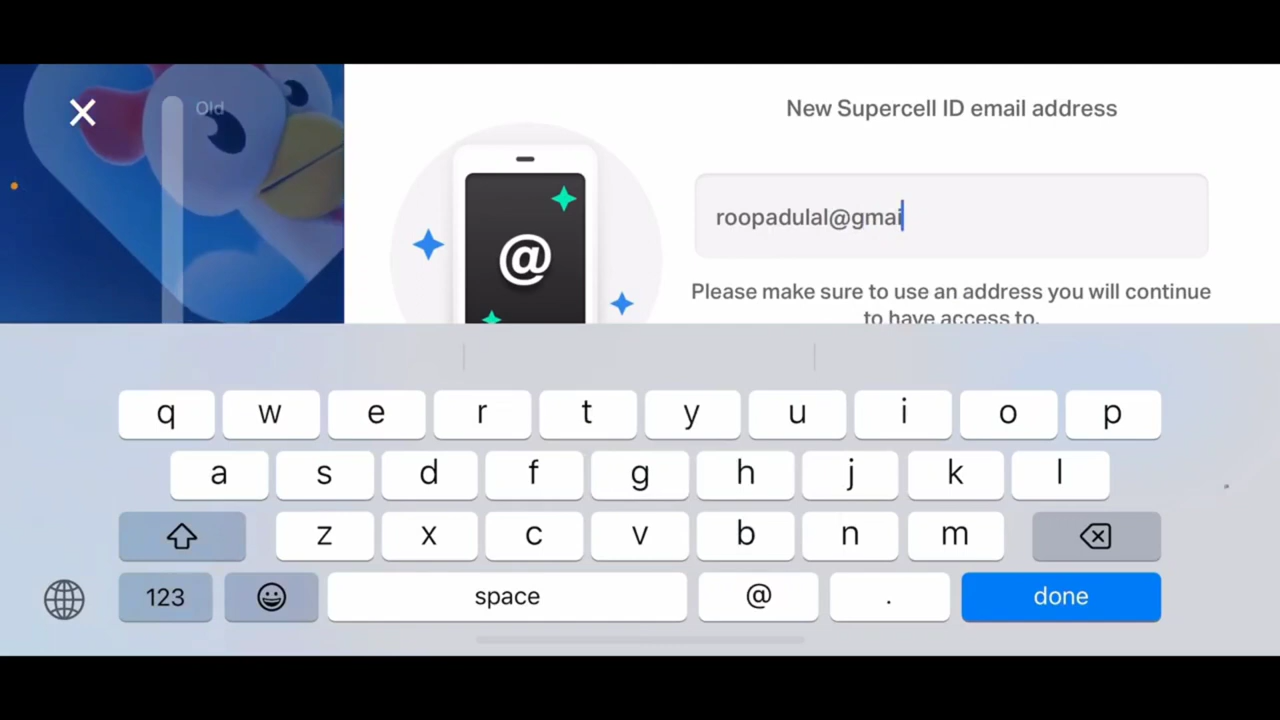 Old
New Supercell ID email address
@
roopadulal@gmai
Please make sure to use an address you will continue
to have access to.
q w e r t y u i o p
a s d f g h j k l
z x c v b n m
123 space @ . done